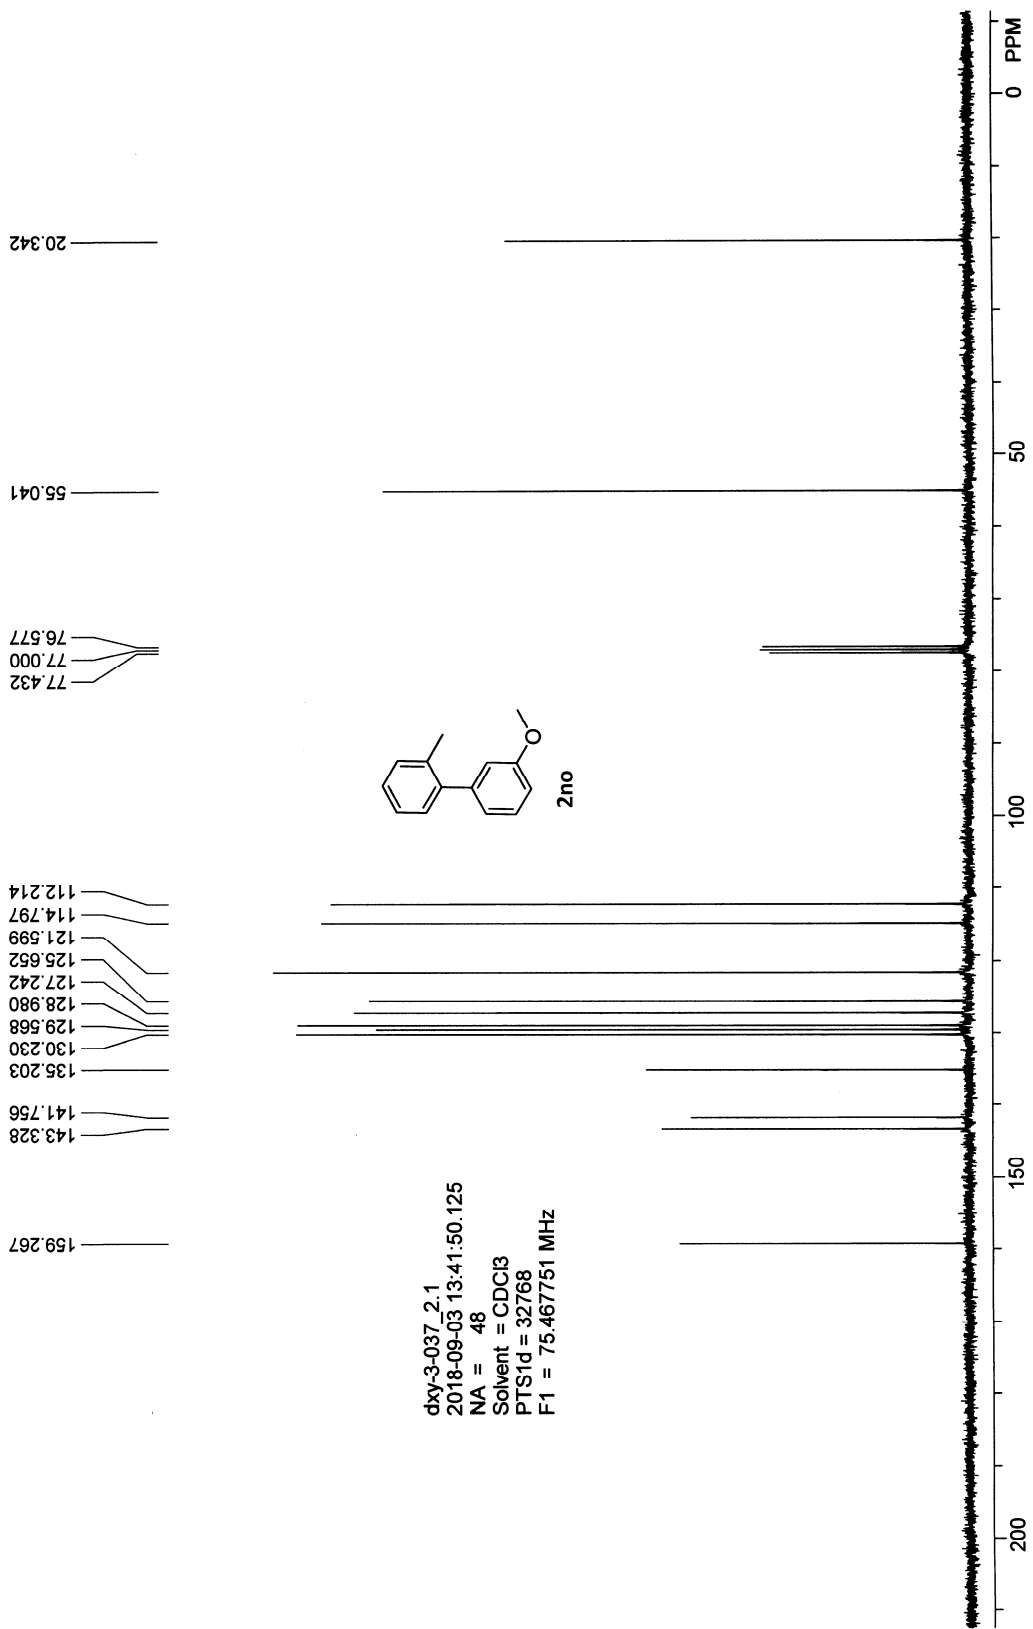 159.267
143.328
141.756
135.203
130.230
129.568
128.980
127.242
125.652
121.599
114.797
112.214
77.432
77.000
76.577
55.041
20.342
dxy-3-037_2.1
2018-09-03 13:41:50.125
NA = 48
Solvent = CDCl3
PTS1d = 32768
F1 = 75.467751 MHz
O
2no
200
150
100
50
0
PPM